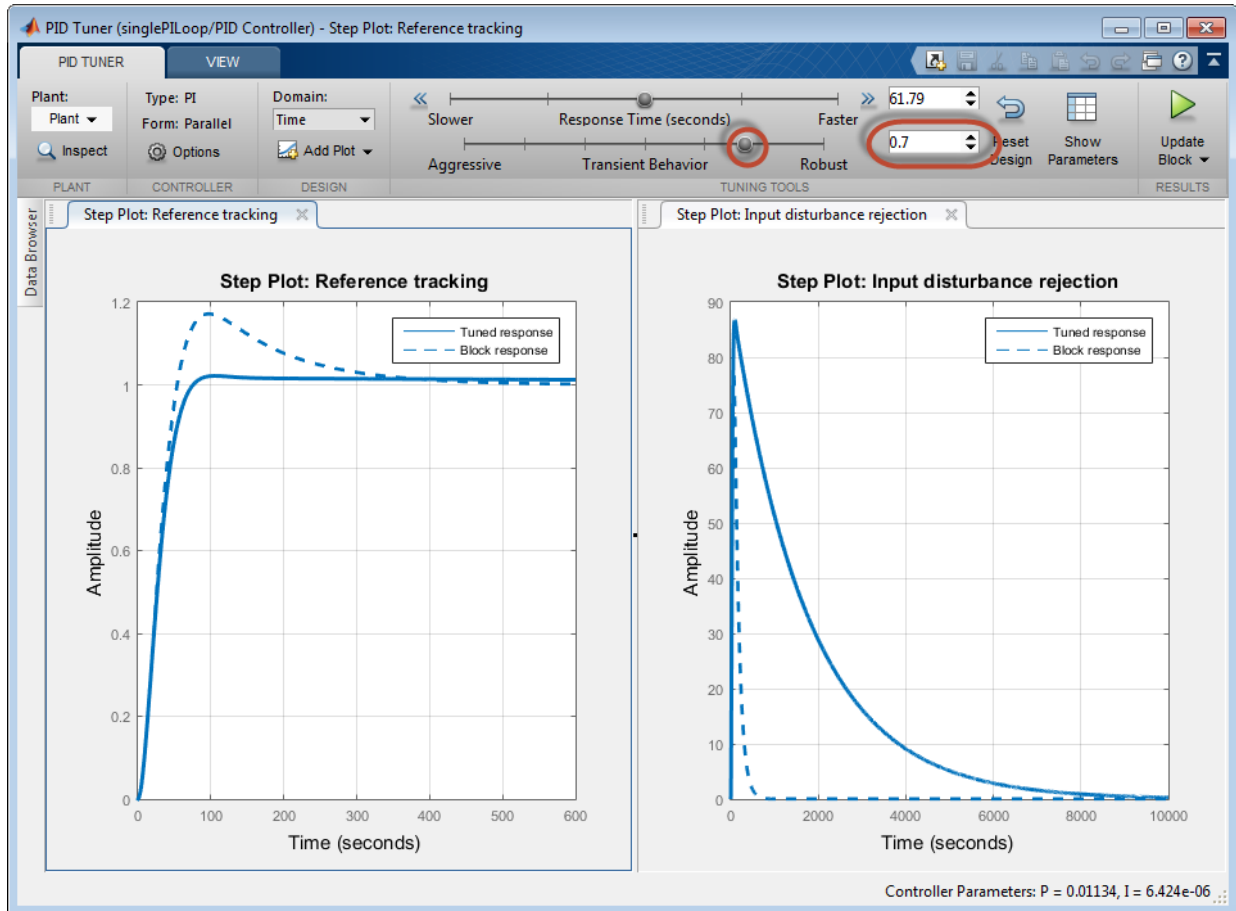 PID Tuner (singlePILoop/PID Controller) - Step Plot: Reference tracking
PID TUNER
VIEW
Plant:
Plant
Inspect
PLANT
Type: PI
Form: Parallel
Options
CONTROLLER
Domain:
Time
Add Plot
DESIGN
Slower
Response Time (seconds)
Faster
61.79
Aggressive
Transient Behavior
Robust
0.7
TUNING TOOLS
Reset
Design
Show
Parameters
Update
Block
RESULTS
Data Browser
Step Plot: Reference tracking
Step Plot: Reference tracking
Tuned response
Block response
Amplitude
1.2
1
0.8
0.6
0.4
0.2
0
0 100 200 300 400 500 600
Time (seconds)
Step Plot: Input disturbance rejection
Step Plot: Input disturbance rejection
Tuned response
Block response
Amplitude
90
80
70
60
50
40
30
20
10
0
0 2000 4000 6000 8000 10000
Time (seconds)
Controller Parameters: P = 0.01134, I = 6.424e-06